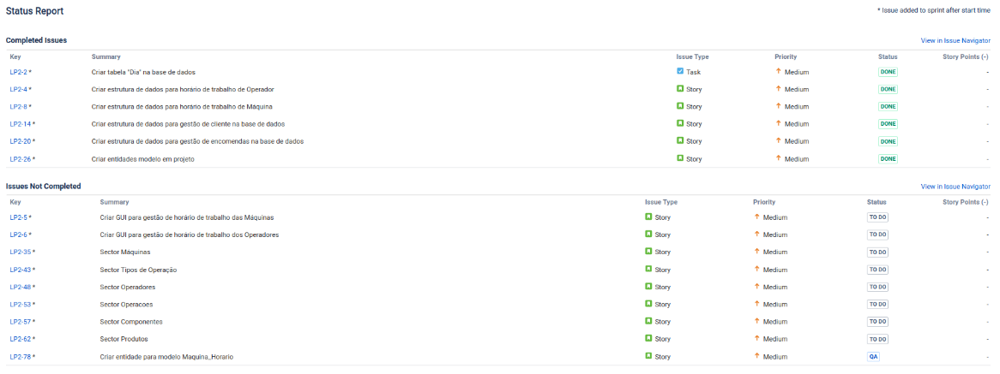 Status Report
* Issue added to sprint after start time
Completed Issues
View in Issue Navigator
Key Summary Issue Type Priority Status Story Points (-)
LP2-2 * Criar tabela "Dia" na base de dados Task Medium DONE -
LP2-4 * Criar estrutura de dados para horário de trabalho de Operador Story Medium DONE -
LP2-8 * Criar estrutura de dados para horário de trabalho de Máquina Story Medium DONE -
LP2-14 * Criar estrutura de dados para gestão de cliente na base de dados Story Medium DONE -
LP2-20 * Criar estrutura de dados para gestão de encomendas na base de dados Story Medium DONE -
LP2-26 * Criar entidades modelo em projeto Story Medium DONE -
Issues Not Completed
View in Issue Navigator
Key Summary Issue Type Priority Status Story Points (-)
LP2-5 * Criar GUI para gestão de horário de trabalho das Máquinas Story Medium TO DO -
LP2-6 * Criar GUI para gestão de horário de trabalho dos Operadores Story Medium TO DO -
LP2-35 * Sector Máquinas Story Medium TO DO -
LP2-43 * Sector Tipos de Operação Story Medium TO DO -
LP2-48 * Sector Operadores Story Medium TO DO -
LP2-53 * Sector Operacoes Story Medium TO DO -
LP2-57 * Sector Componentes Story Medium TO DO -
LP2-62 * Sector Produtos Story Medium TO DO -
LP2-78 * Criar entidade para modelo Maquina_Horario Story Medium QA -